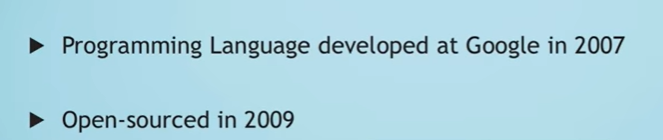 Programming Language developed at Google in 2007
Open-sourced in 2009